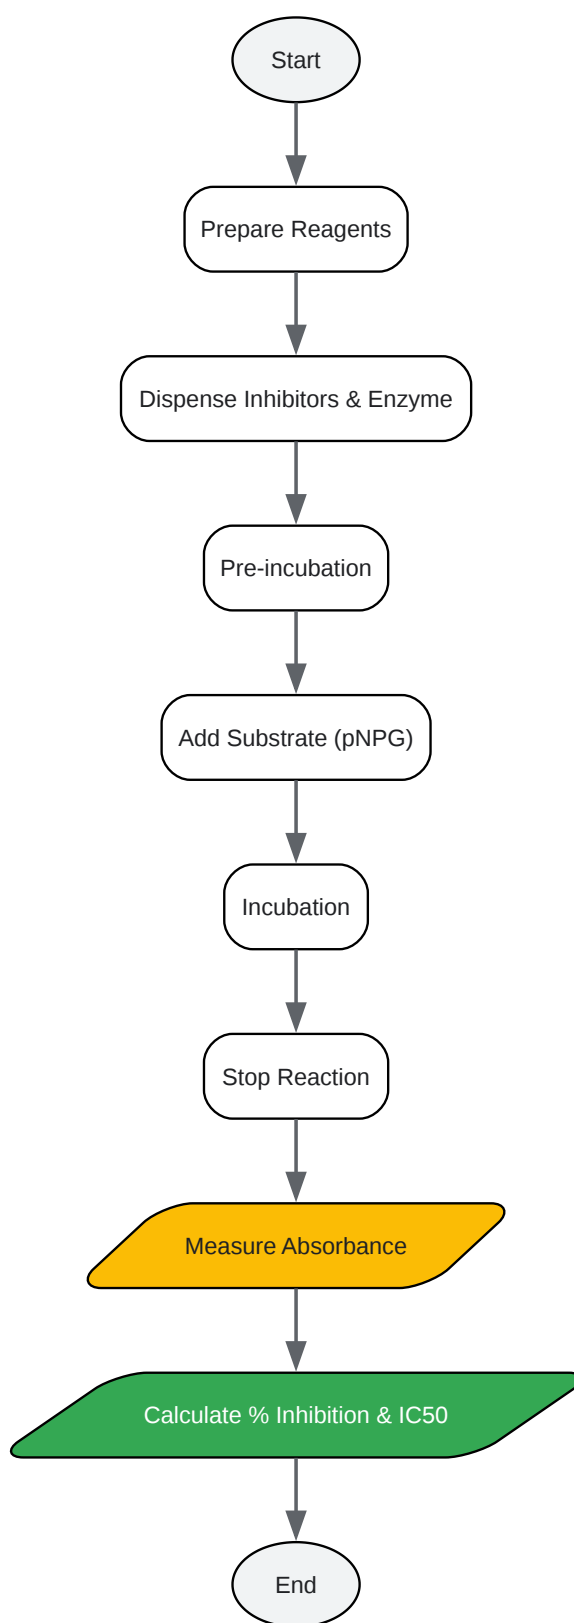 Start
Prepare Reagents
Dispense Inhibitors & Enzyme
Pre-incubation
Add Substrate (pNPG)
Incubation
Stop Reaction
Measure Absorbance
Calculate % Inhibition & IC50
End